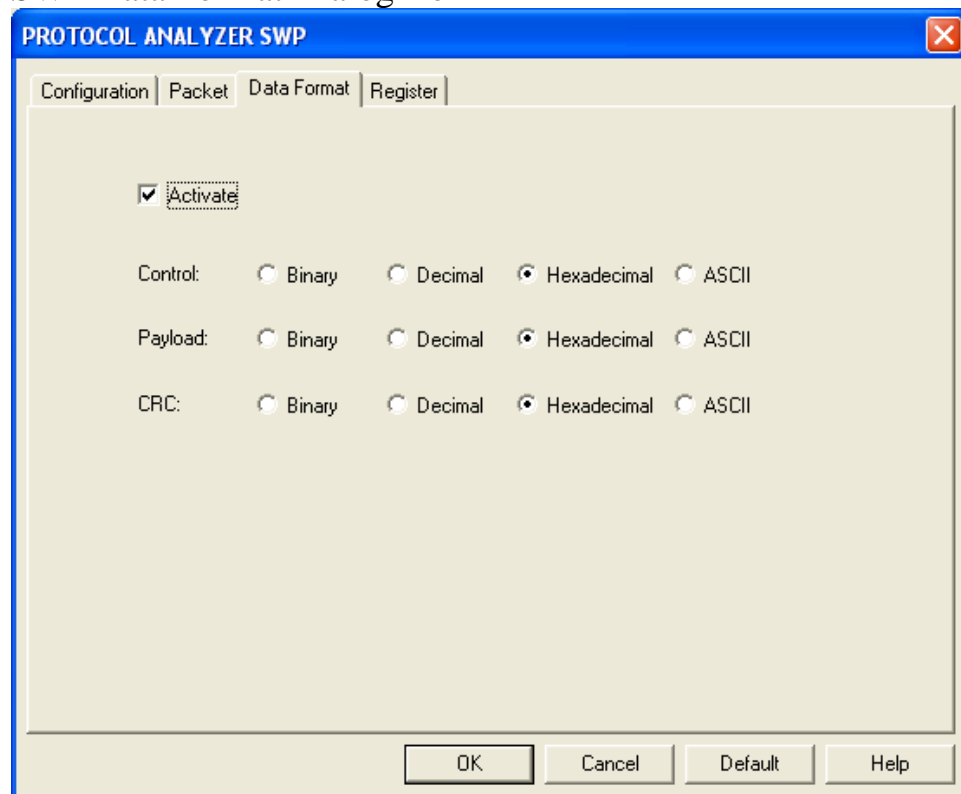 PROTOCOL ANALYZER SWP
Configuration Packet Data Format Register
Activate
Control: Binary Decimal Hexadecimal ASCII
Payload: Binary Decimal Hexadecimal ASCII
CRC: Binary Decimal Hexadecimal ASCII
OK Cancel Default Help